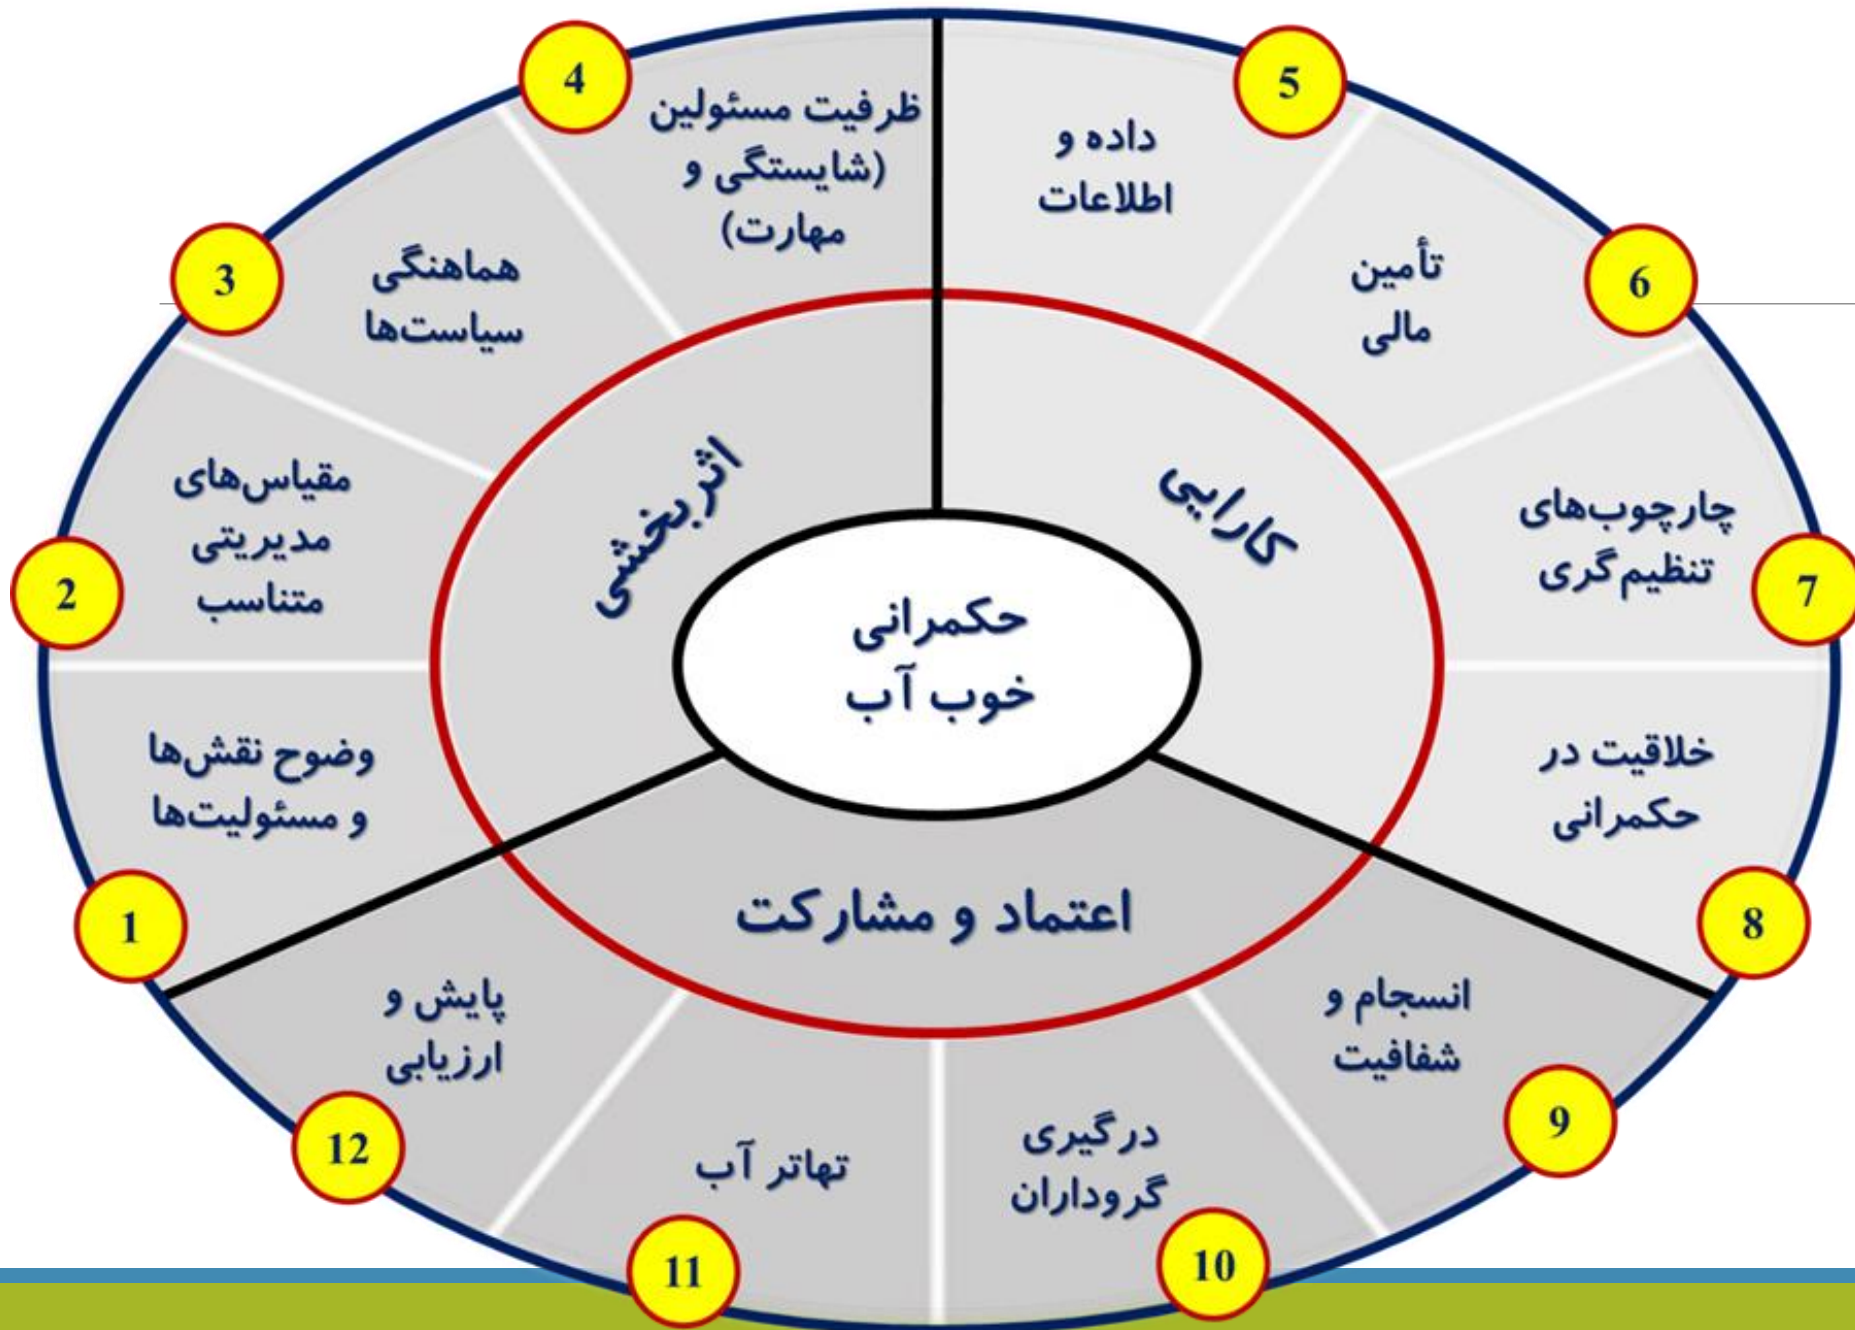 حکمرانی
خوب آب
اثربخشی
کارایی
اعتماد و مشارکت
1
وضوح نقش‌ها
و مسئولیت‌ها
2
مقیاس‌های
مدیریتی
متناسب
3
هماهنگی
سیاست‌ها
4
ظرفیت مسئولین
(شایستگی و
مهارت)
5
داده و
اطلاعات
6
تأمین
مالی
7
چارچوب‌های
تنظیم‌گری
8
خلاقیت در
حکمرانی
9
انسجام و
شفافیت
10
درگیری
گروداران
11
تهاتر آب
12
پایش و
ارزیابی